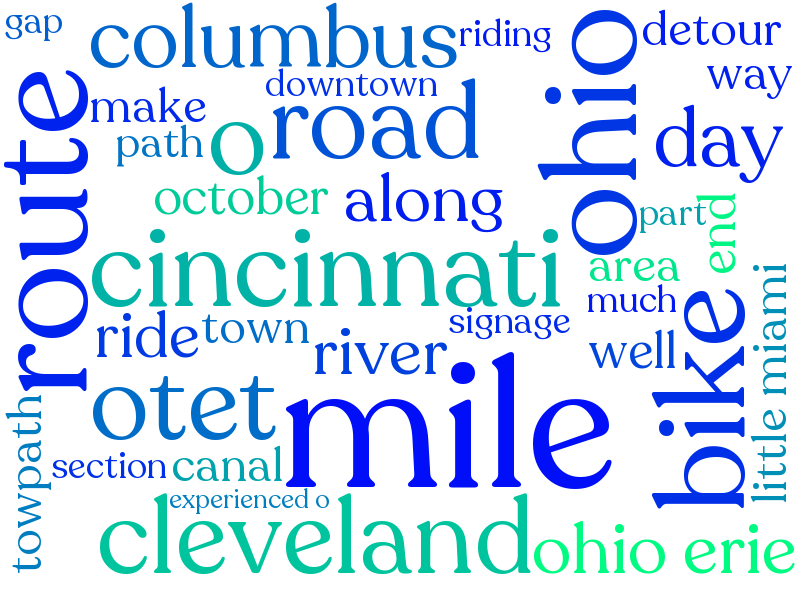 gap
columbus
riding
ohio
detour
way
downtown
route
make
road
path
o
day
october
along
part
end
cincinnati
area
much
bike
little miami
ride
town
signage
river
well
otet
mile
towpath
section
canal
experienced o
cleveland
ohio erie